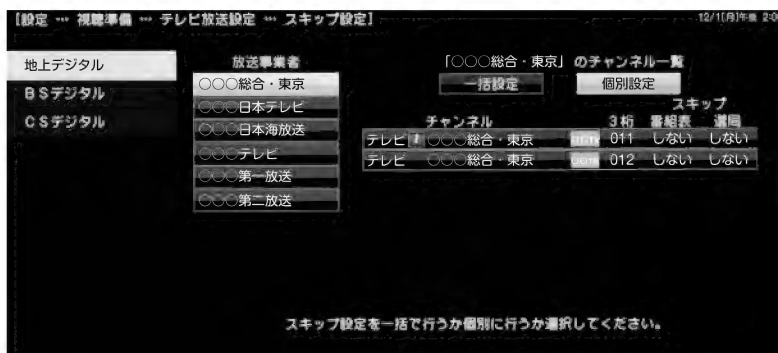 [設定 … 視聴準備 … テレビ放送設定 … スキップ設定]
12/1[月]午後 2:0
地上デジタル
BSデジタル
CSデジタル
放送事業者
○○○総合・東京
○○○日本テレビ
○○○日本海放送
○○○テレビ
○○○第一放送
○○○第二放送
「○○○総合・東京」のチャンネル一覧
一括設定
個別設定
スキップ
チャンネル 3桁 番組表 選局
テレビ 1 ○○○総合・東京 011 しない しない
テレビ ○○○総合・東京 012 しない しない
スキップ設定を一括で行うか個別に行うか選択してください。